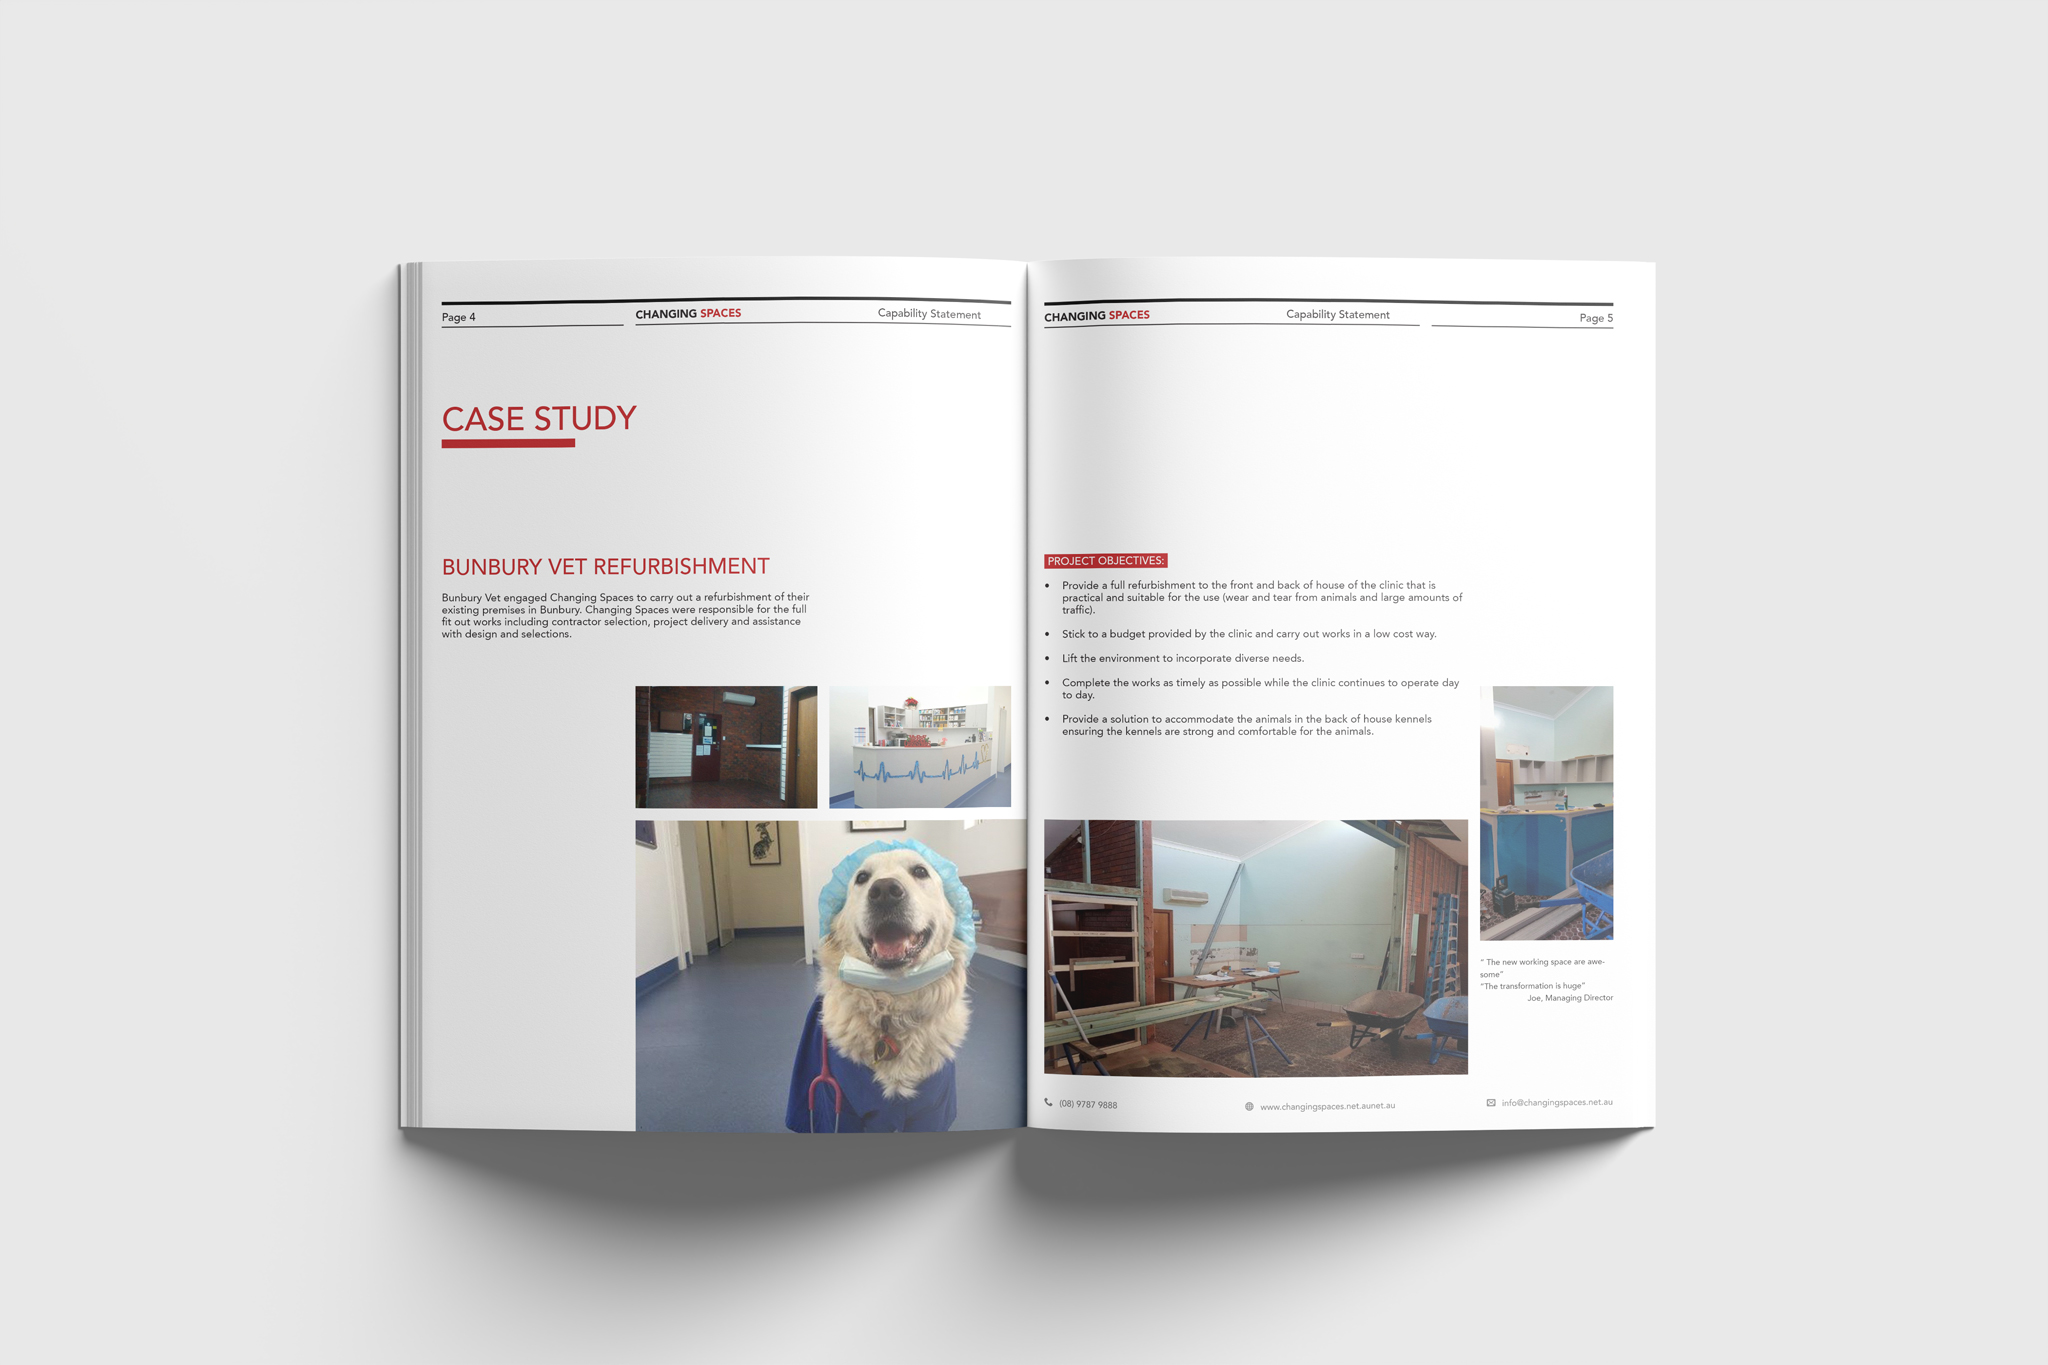 Page 4
CHANGING SPACES
Capability Statement
CASE STUDY
BUNBURY VET REFURBISHMENT
Bunbury Vet engaged Changing Spaces to carry out a refurbishment of their
existing premises in Bunbury. Changing Spaces were responsible for the full
fit out works including contractor selection, project delivery and assistance
with design and selections.
CHANGING SPACES
Capability Statement
Page 5
PROJECT OBJECTIVES:
• Provide a full refurbishment to the front and back of house of the clinic that is
practical and suitable for the use (wear and tear from animals and large amounts of
traffic).
• Stick to a budget provided by the clinic and carry out works in a low cost way.
• Lift the environment to incorporate diverse needs.
• Complete the works as timely as possible while the clinic continues to operate day
to day.
• Provide a solution to accommodate the animals in the back of house kennels
ensuring the kennels are strong and comfortable for the animals.
" The new working space are awe-
some"
"The transformation is huge"
Joe, Managing Director
(08) 9787 9888
www.changingspaces.net.aunet.au
info@changingspaces.net.au